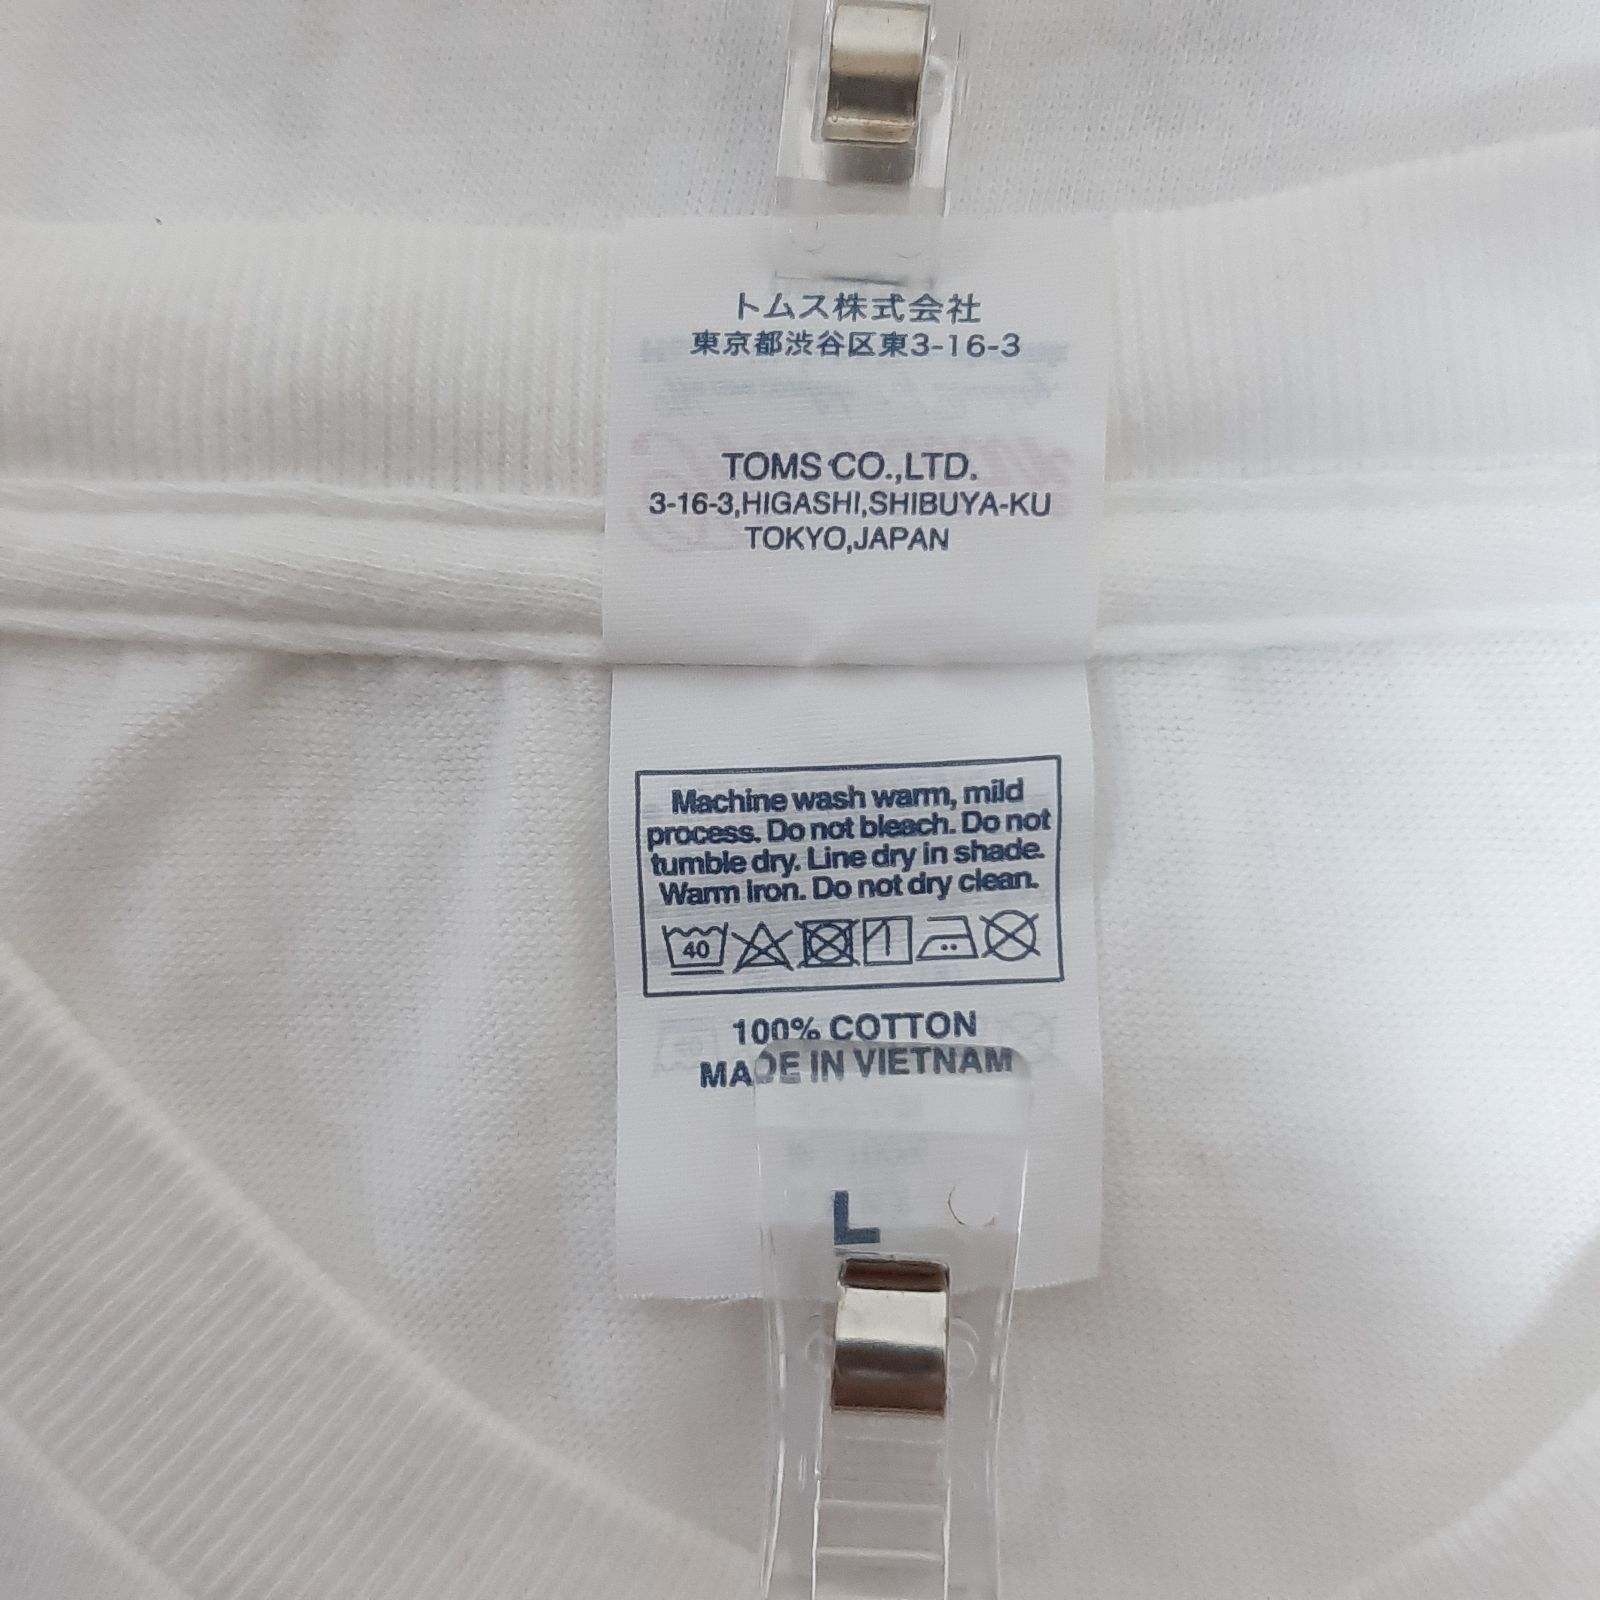 トムス株式会社
東京都渋谷区東3-16-3
TOMS CO.,LTD.
3-16-3,HIGASHI,SHIBUYA-KU
TOKYO,JAPAN
Machine wash warm, mild
process. Do not bleach. Do not
tumble dry. Line dry in shade.
Warm iron. Do not dry clean.
40
100% COTTON
MADE IN VIETNAM
L